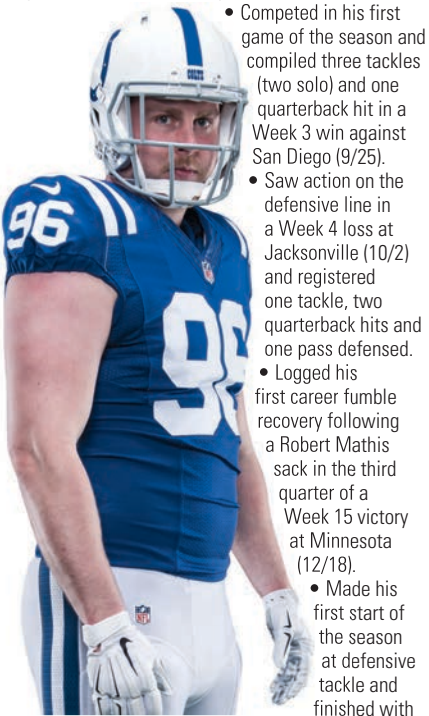 • Competed in his first
game of the season and
compiled three tackles
(two solo) and one
quarterback hit in a
Week 3 win against
San Diego (9/25).
• Saw action on the
defensive line in
a Week 4 loss at
Jacksonville (10/2)
and registered
one tackle, two
quarterback hits and
one pass defensed.
• Logged his
first career fumble
recovery following
a Robert Mathis
sack in the third
quarter of a
Week 15 victory
at Minnesota
(12/18).
• Made his
first start of
the season
at defensive
tackle and
finished with
COLTS
96
96
NFL